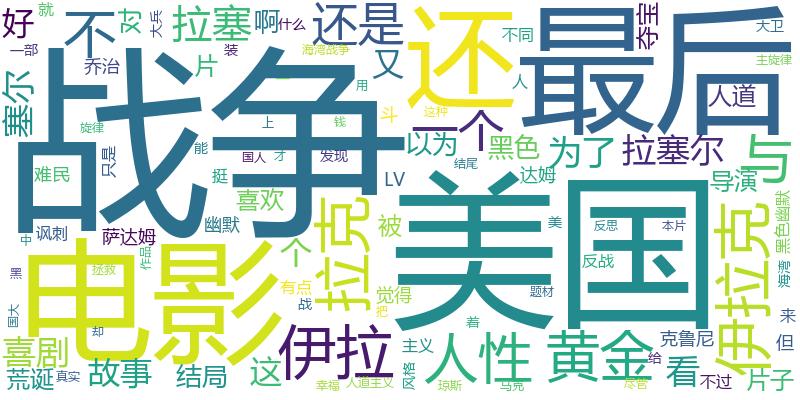 好
就
一部
不
对
大兵
拉塞
啊
什么
还是
还
不同
夺宝
最后
大卫
主旋律
塞尔
乔治
片
装
海湾战争
又
人
人道
战争
斗
这种
用
钱
一个
旋律
只是
上
能
国人
才
发现
以为
结尾
黑色
为了
拉塞尔
与
难民
挺
LV
达姆
导演
喜欢
讽刺
萨达姆
幽默
个
拉克
被
美国
美
反思
本片
反战
伊拉克
黑色幽默
中
黑
拯救
作品
电影
有点
觉得
战
把
题材
海湾
国大
却
着
来
喜剧
故事
结局
这
伊拉
主义
人性
黄金
给
克鲁尼
看
但
不过
片子
荒诞
真实
幸福
人道主义
风格
琼斯
马克
尽管